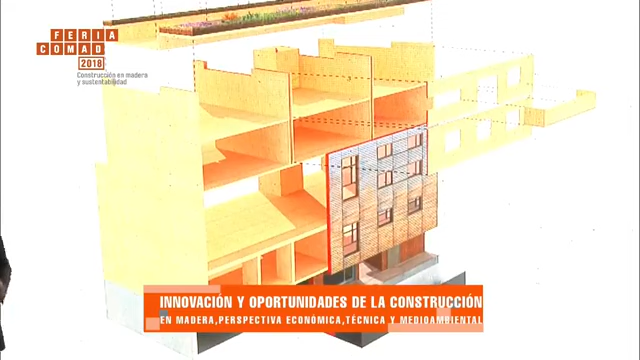 FERIA
COMAD
2018
Construcción en madera
y sustentabilidad
INNOVACIÓN Y OPORTUNIDADES DE LA CONSTRUCCIÓN
EN MADERA,PERSPECTIVA ECONÓMICA,TÉCNICA Y MEDIOAMBIENTAL